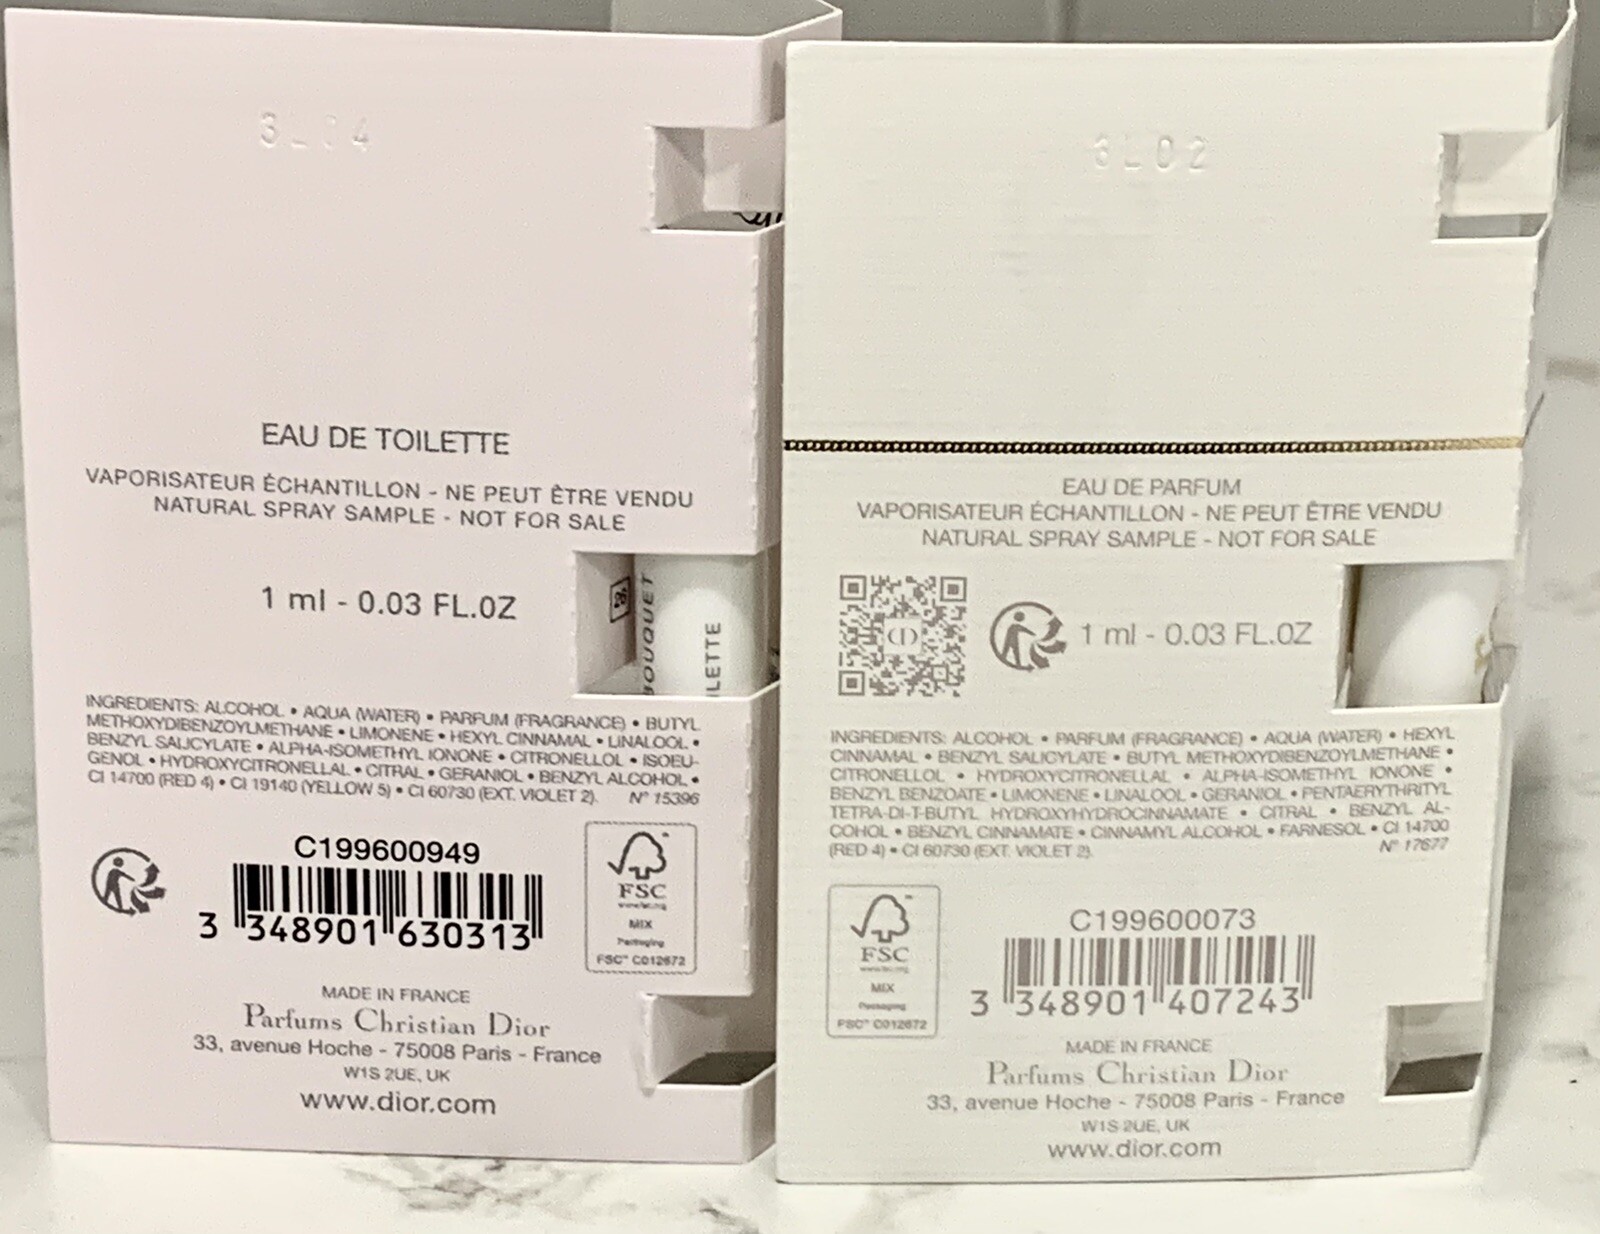 3L04
EAU DE TOILETTE
VAPORISATEUR ÉCHANTILLON - NE PEUT ÊTRE VENDU
NATURAL SPRAY SAMPLE - NOT FOR SALE
1 ml - 0.03 FL.OZ
BOUQUET
LETTE
INGREDIENTS: ALCOHOL • AQUA (WATER) • PARFUM (FRAGRANCE) • BUTYL
METHOXYDIBENZOYLMETHANE • LIMONENE • HEXYL CINNAMAL • LINALOOL •
BENZYL SALICYLATE • ALPHA-ISOMETHYL IONONE • CITRONELLOL • ISOEU-
GENOL • HYDROXYCITRONELLAL • CITRAL • GERANIOL • BENZYL ALCOHOL •
CI 14700 (RED 4) • CI 19140 (YELLOW 5) • CI 60730 (EXT. VIOLET 2). N° 15396
C199600949
3 348901 630313
FSC
MIX
Packaging
FSC™ C012672
MADE IN FRANCE
Parfums Christian Dior
33, avenue Hoche - 75008 Paris - France
W1S 2UE, UK
www.dior.com
3L02
EAU DE PARFUM
VAPORISATEUR ÉCHANTILLON - NE PEUT ÊTRE VENDU
NATURAL SPRAY SAMPLE - NOT FOR SALE
CD
1 ml - 0.03 FL.OZ
INGREDIENTS: ALCOHOL • PARFUM (FRAGRANCE) • AQUA (WATER) • HEXYL
CINNAMAL • BENZYL SALICYLATE • BUTYL METHOXYDIBENZOYLMETHANE •
CITRONELLOL • HYDROXYCITRONELLAL • ALPHA-ISOMETHYL IONONE •
BENZYL BENZOATE • LIMONENE • LINALOOL • GERANIOL • PENTAERYTHRITYL
TETRA-DI-T-BUTYL HYDROXYHYDROCINNAMATE • CITRAL • BENZYL AL-
COHOL • BENZYL CINNAMATE • CINNAMYL ALCOHOL • FARNESOL • CI 14700
(RED 4) • CI 60730 (EXT. VIOLET 2). N° 17677
FSC
MIX
Packaging
FSC™ C012672
C199600073
3 348901 407243
MADE IN FRANCE
Parfums Christian Dior
33, avenue Hoche - 75008 Paris - France
W1S 2UE, UK
www.dior.com